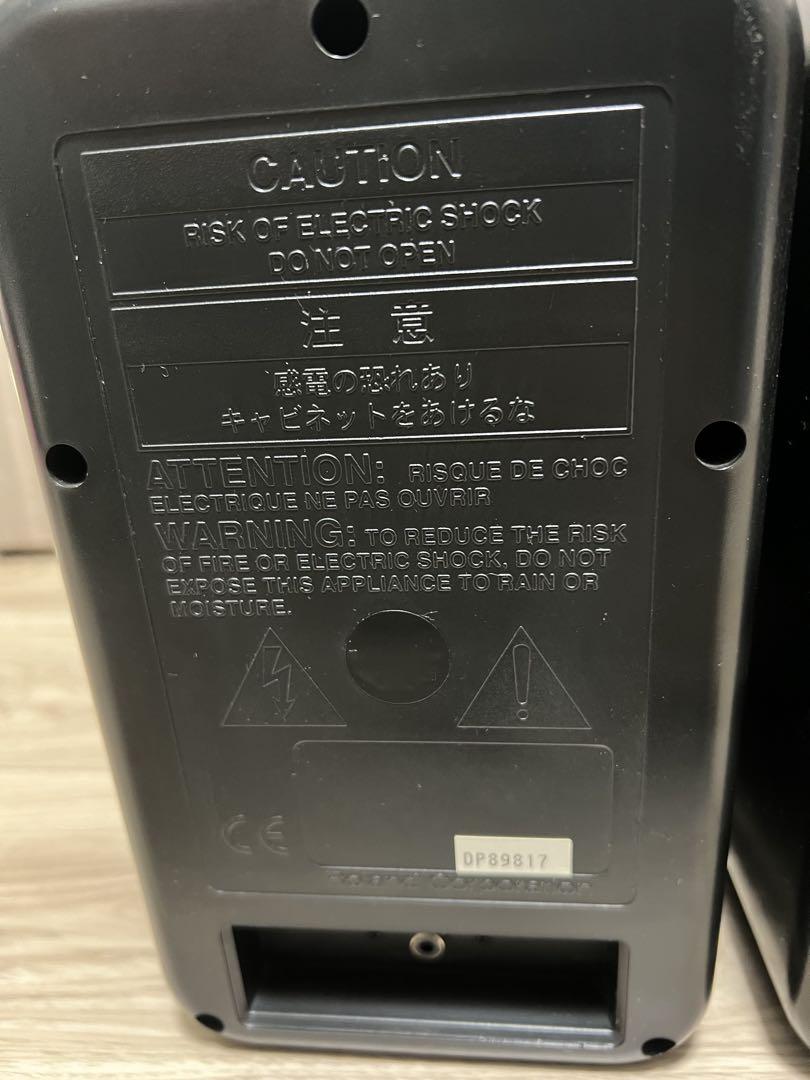 CAUTION
RISK OF ELECTRIC SHOCK
DO NOT OPEN
注 意
感電の恐れあり
キャビネットをあけるな
ATTENTION: RISQUE DE CHOC
ELECTRIQUE NE PAS OUVRIR
WARNING: TO REDUCE THE RISK
OF FIRE OR ELECTRIC SHOCK, DO NOT
EXPOSE THIS APPLIANCE TO RAIN OR
MOISTURE.
CE
DP89817
Roland Corporation